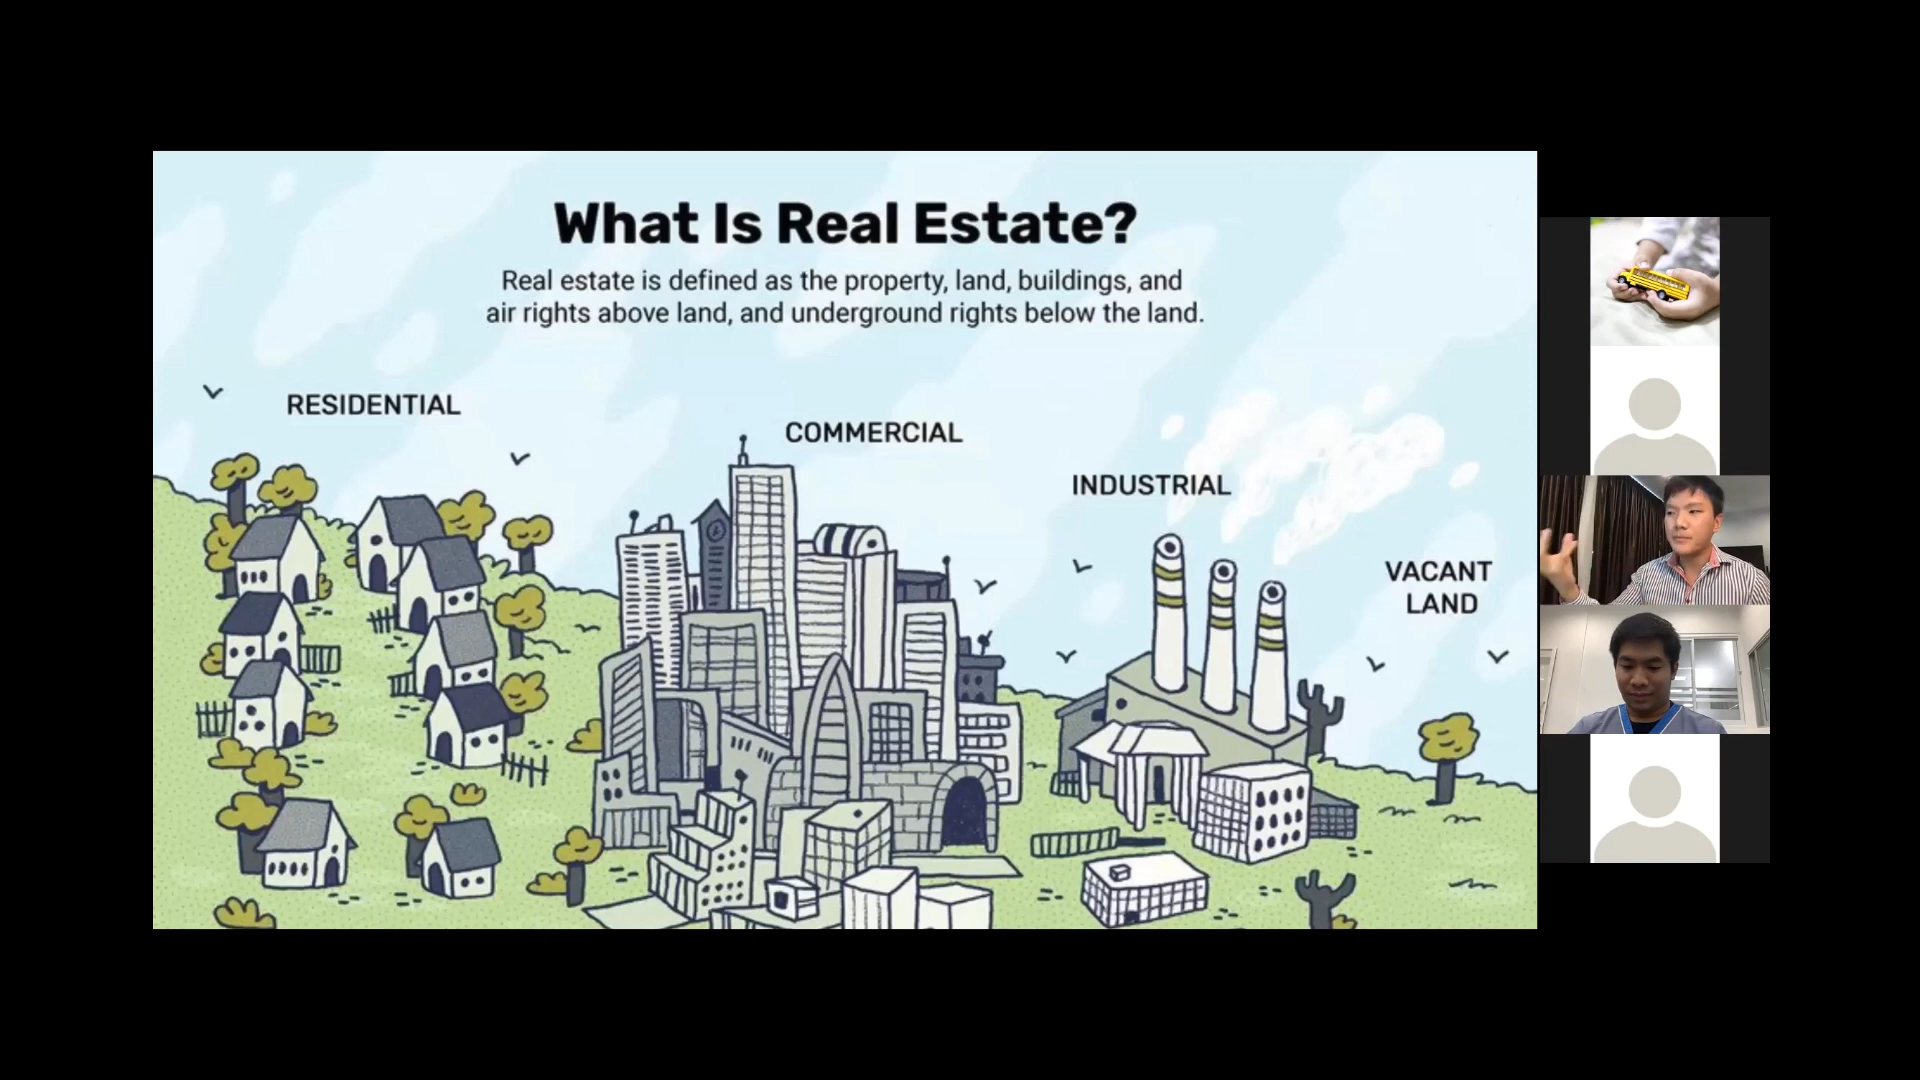 What Is Real Estate?
Real estate is defined as the property, land, buildings, and
air rights above land, and underground rights below the land.
RESIDENTIAL
COMMERCIAL
INDUSTRIAL
VACANT
LAND